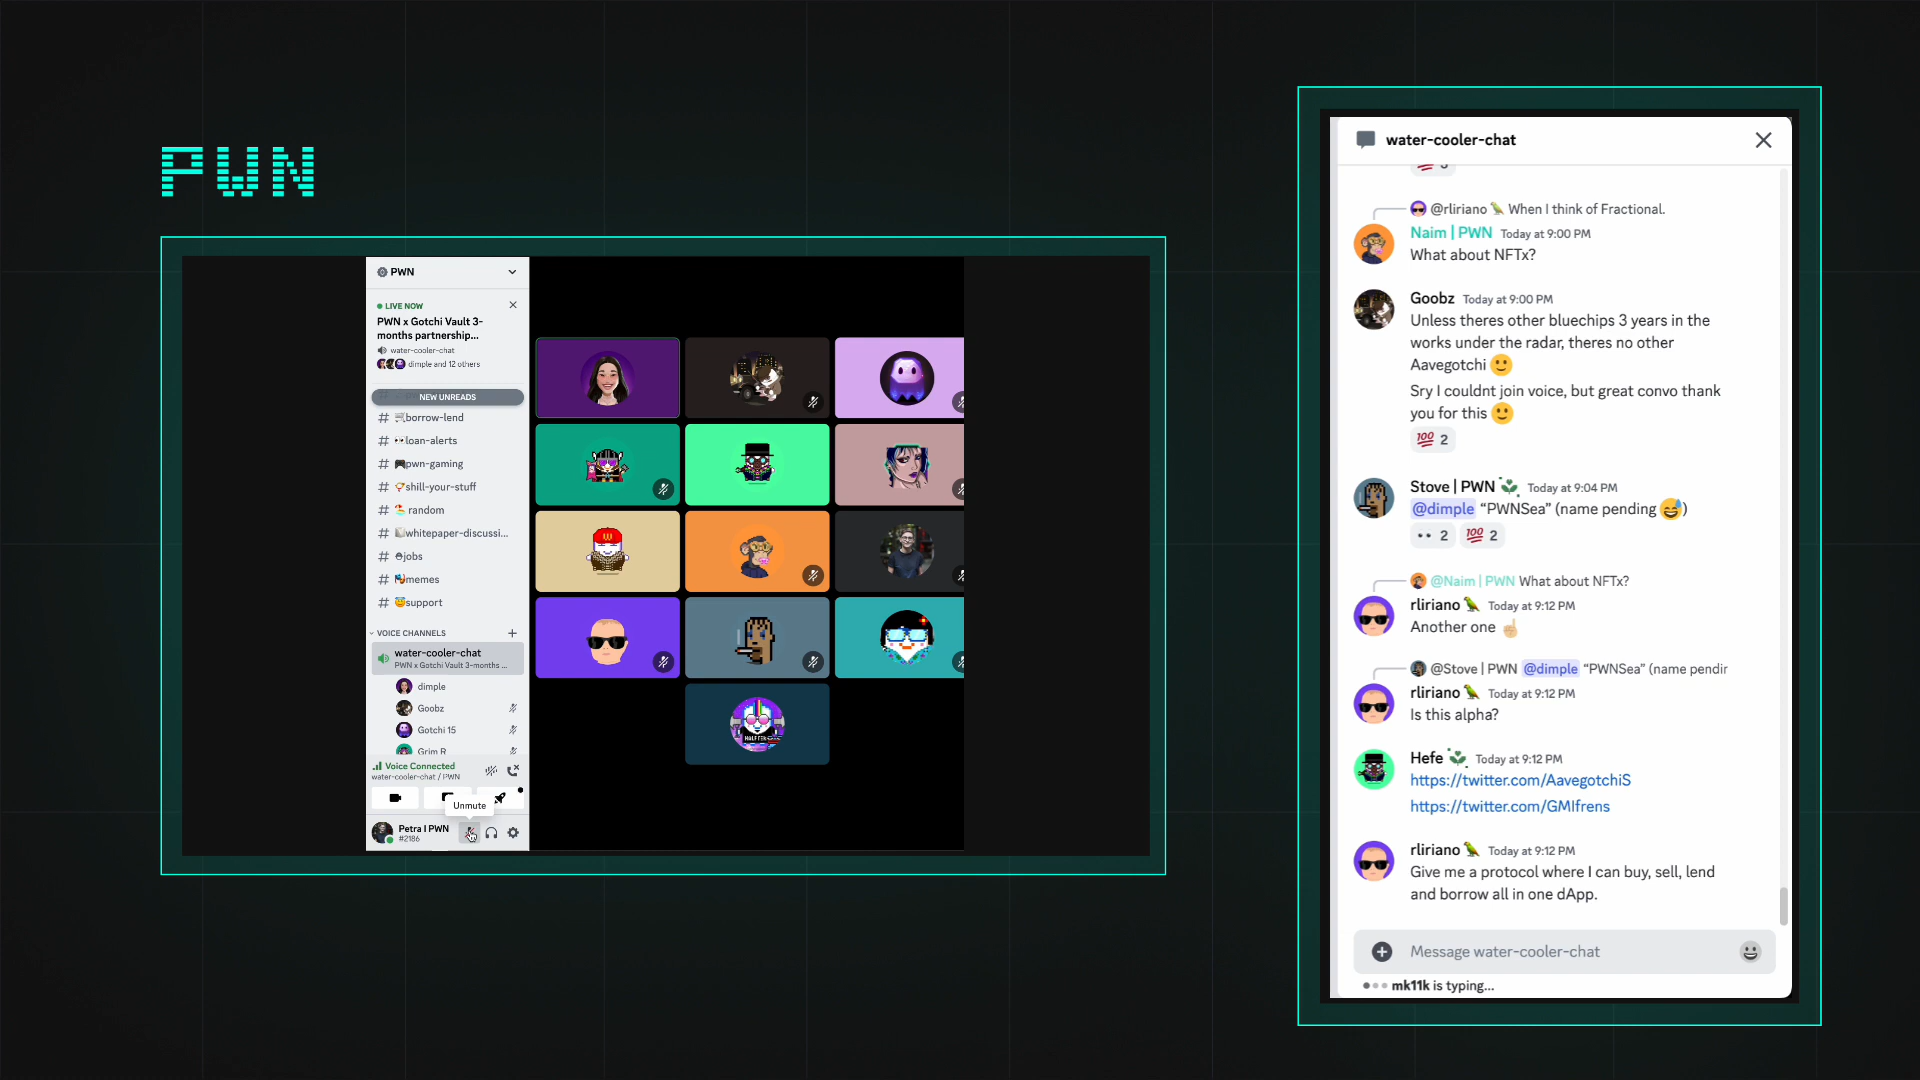 PWN
PWN
LIVE NOW
PWN x Gotchi Vault 3-
months partnership...
water-cooler-chat
dimple and 12 others
NEW UNREADS
# borrow-lend
# loan-alerts
# pwn-gaming
# shill-your-stuff
# random
# whitepaper-discussi...
# jobs
# memes
# support
VOICE CHANNELS
water-cooler-chat
PWN x Gotchi Vault 3-months ...
dimple
Goobz
Gotchi 15
Grim R
Voice Connected
water-cooler-chat / PWN
Unmute
Petra I PWN
#2186
water-cooler-chat
@rliriano 🦜 When I think of Fractional.
Naim | PWN Today at 9:00 PM
What about NFTx?
Goobz Today at 9:00 PM
Unless theres other bluechips 3 years in the
works under the radar, theres no other
Aavegotchi 🙂
Sry I couldnt join voice, but great convo thank
you for this 🙂
💯 2
Stove | PWN Today at 9:04 PM
@dimple “PWNSea” (name pending 😅)
👀 2 💯 2
@Naim | PWN What about NFTx?
rliriano 🦜 Today at 9:12 PM
Another one ☝🏼
@Stove | PWN @dimple “PWNSea” (name pendir
rliriano 🦜 Today at 9:12 PM
Is this alpha?
Hefe Today at 9:12 PM
https://twitter.com/AavegotchiS
https://twitter.com/GMIfrens
rliriano 🦜 Today at 9:12 PM
Give me a protocol where I can buy, sell, lend
and borrow all in one dApp.
Message water-cooler-chat
mk11k is typing...